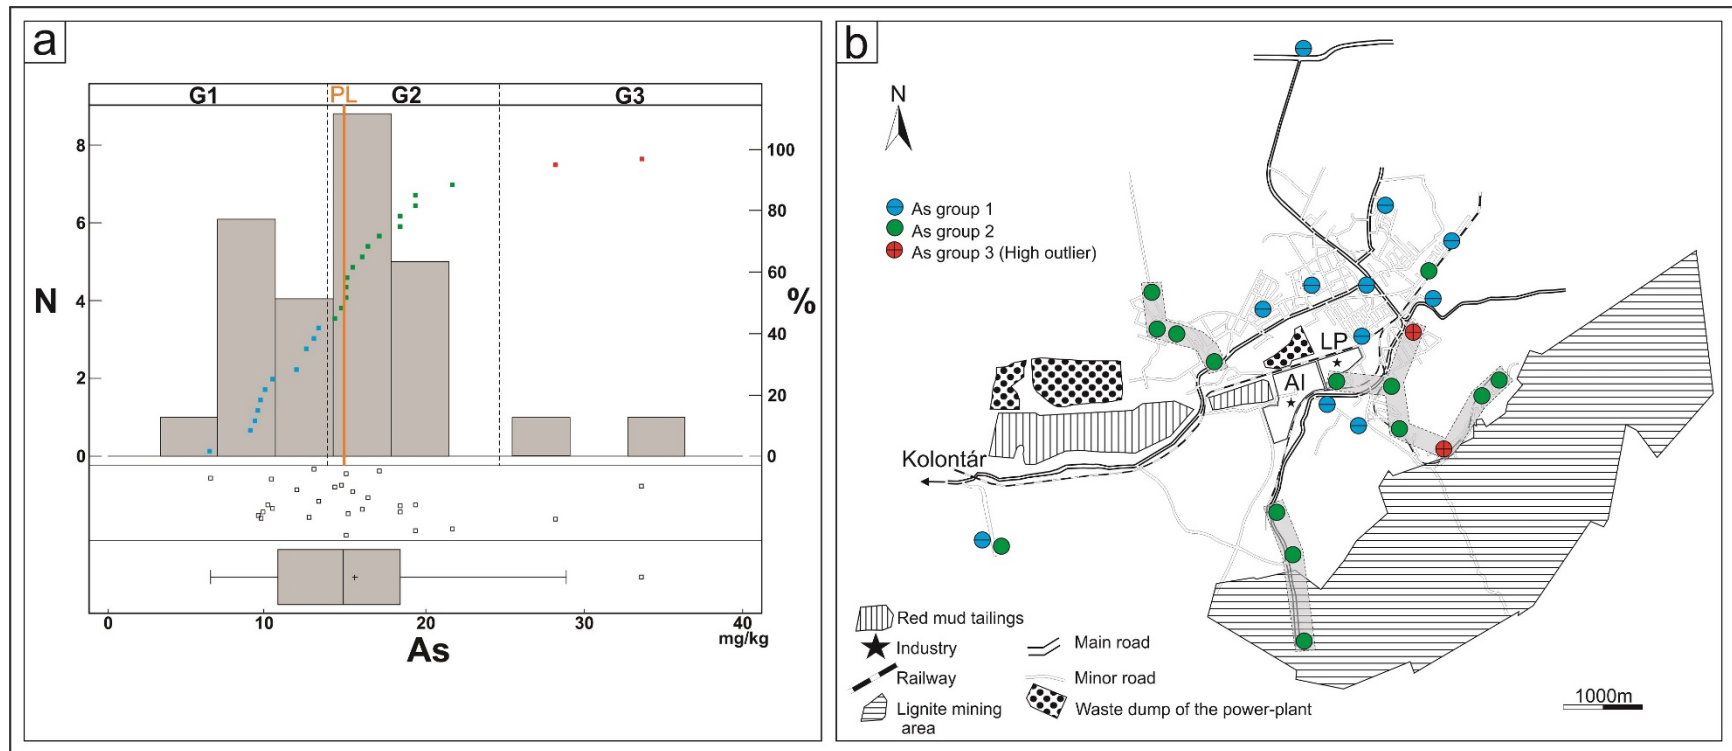 a
G1 PL G2 G3
8
6
4
2
0
N
100
80
60
40
20
0
%
0 10 20 30 40
mg/kg
As
b
N
As group 1
As group 2
As group 3 (High outlier)
LP
AI
Kolontár
Red mud tailings
Industry
Railway
Lignite mining
area
Main road
Minor road
Waste dump of the power-plant
1000m